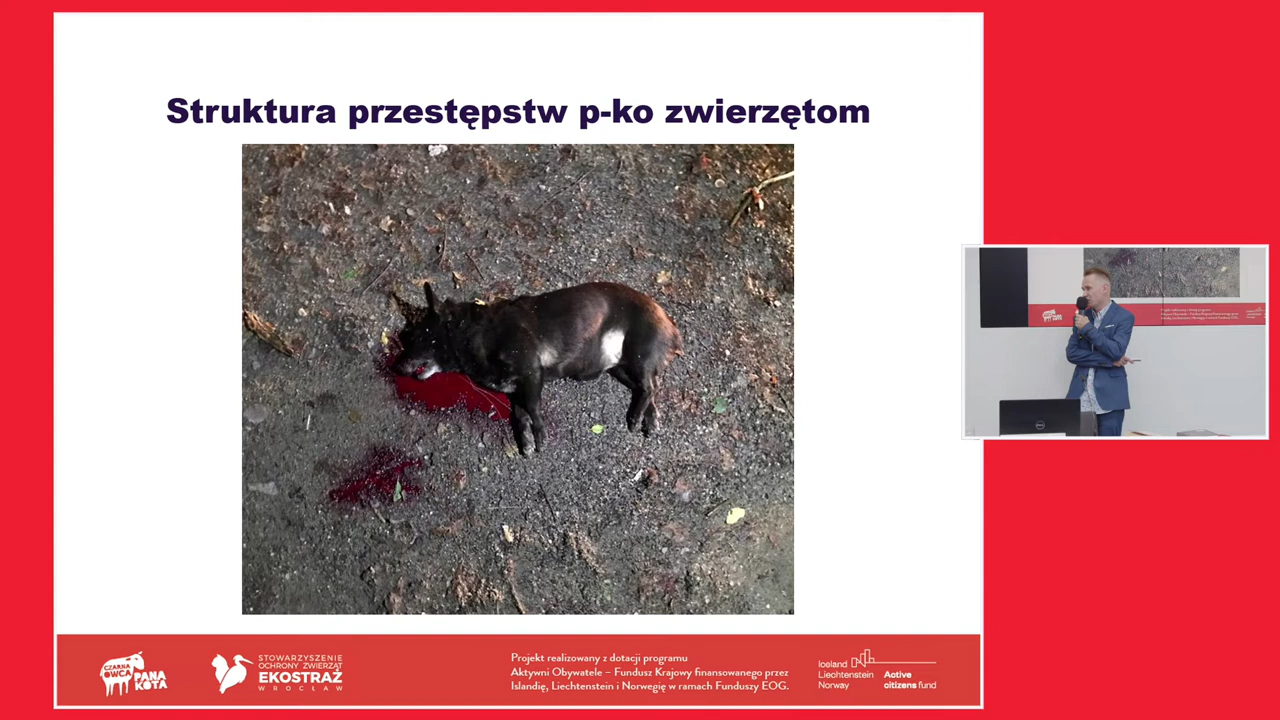 Struktura przestępstw p-ko zwierzętom
CZARNA
OWCA
PANA
KOTA
STOWARZYSZENIE
OCHRONY ZWIERZĄT
EKOSTRAŻ
WROCŁAW
Projekt realizowany z dotacji programu
Aktywni Obywatele – Fundusz Krajowy finansowanego przez
Islandię, Liechtenstein i Norwegię w ramach Funduszy EOG.
Iceland
Liechtenstein
Norway
Active
citizens fund